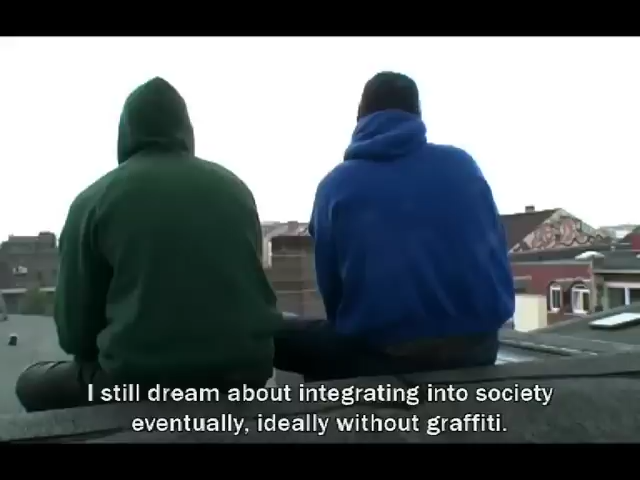 I still dream about integrating into society
eventually, ideally without graffiti.